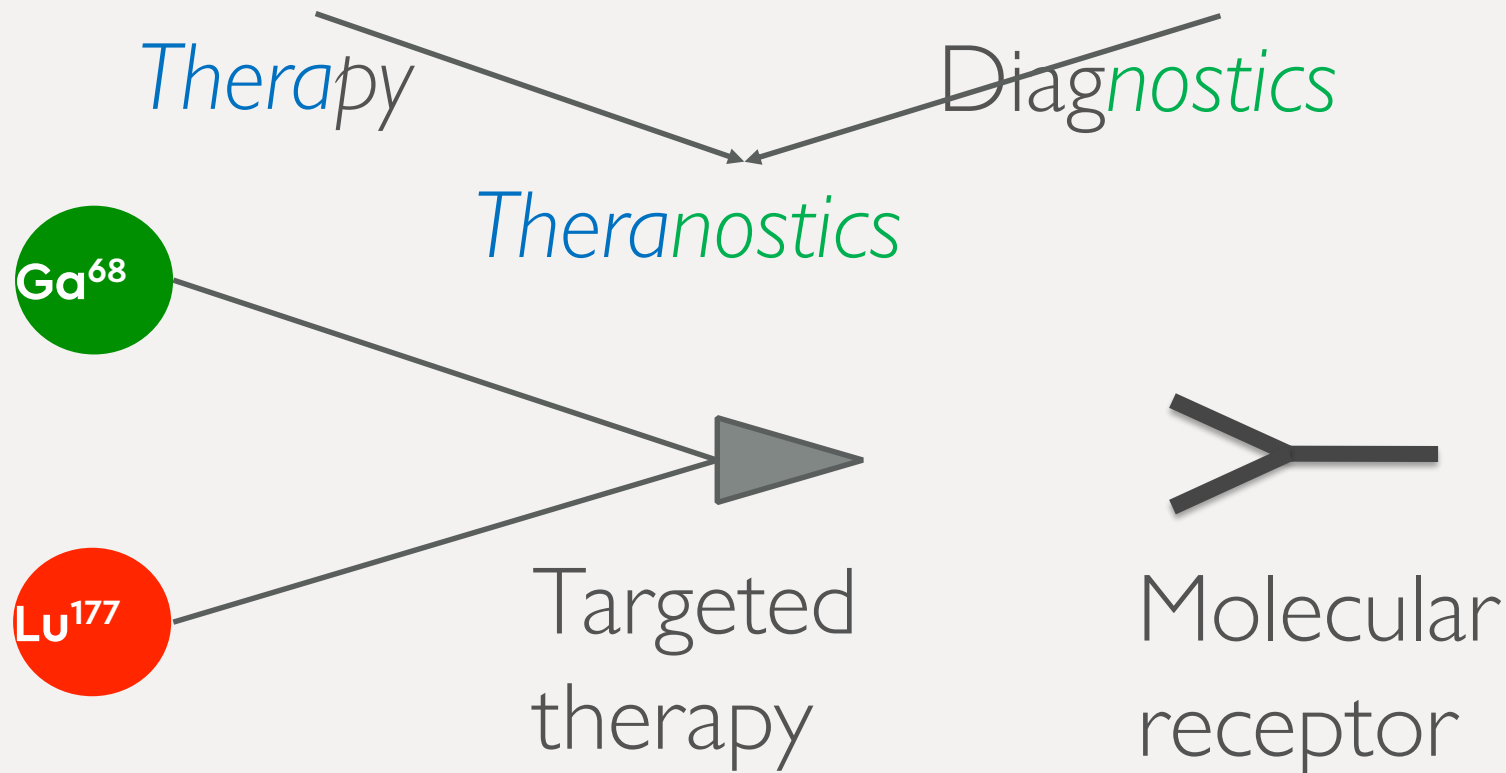 Therapy
Diagnostics
Theranostics
Ga⁶⁸
Lu¹⁷⁷
Targeted
therapy
Molecular
receptor